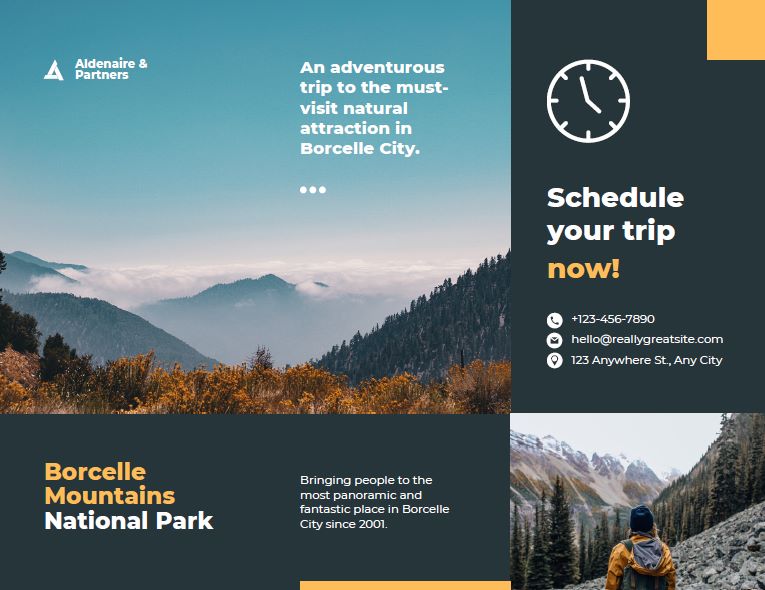 Aldenaire &
Partners
An adventurous
trip to the must-
visit natural
attraction in
Borcelle City.
Schedule
your trip
now!
+123-456-7890
hello@reallygreatsite.com
123 Anywhere St., Any City
Borcelle
Mountains
National Park
Bringing people to the
most panoramic and
fantastic place in Borcelle
City since 2001.